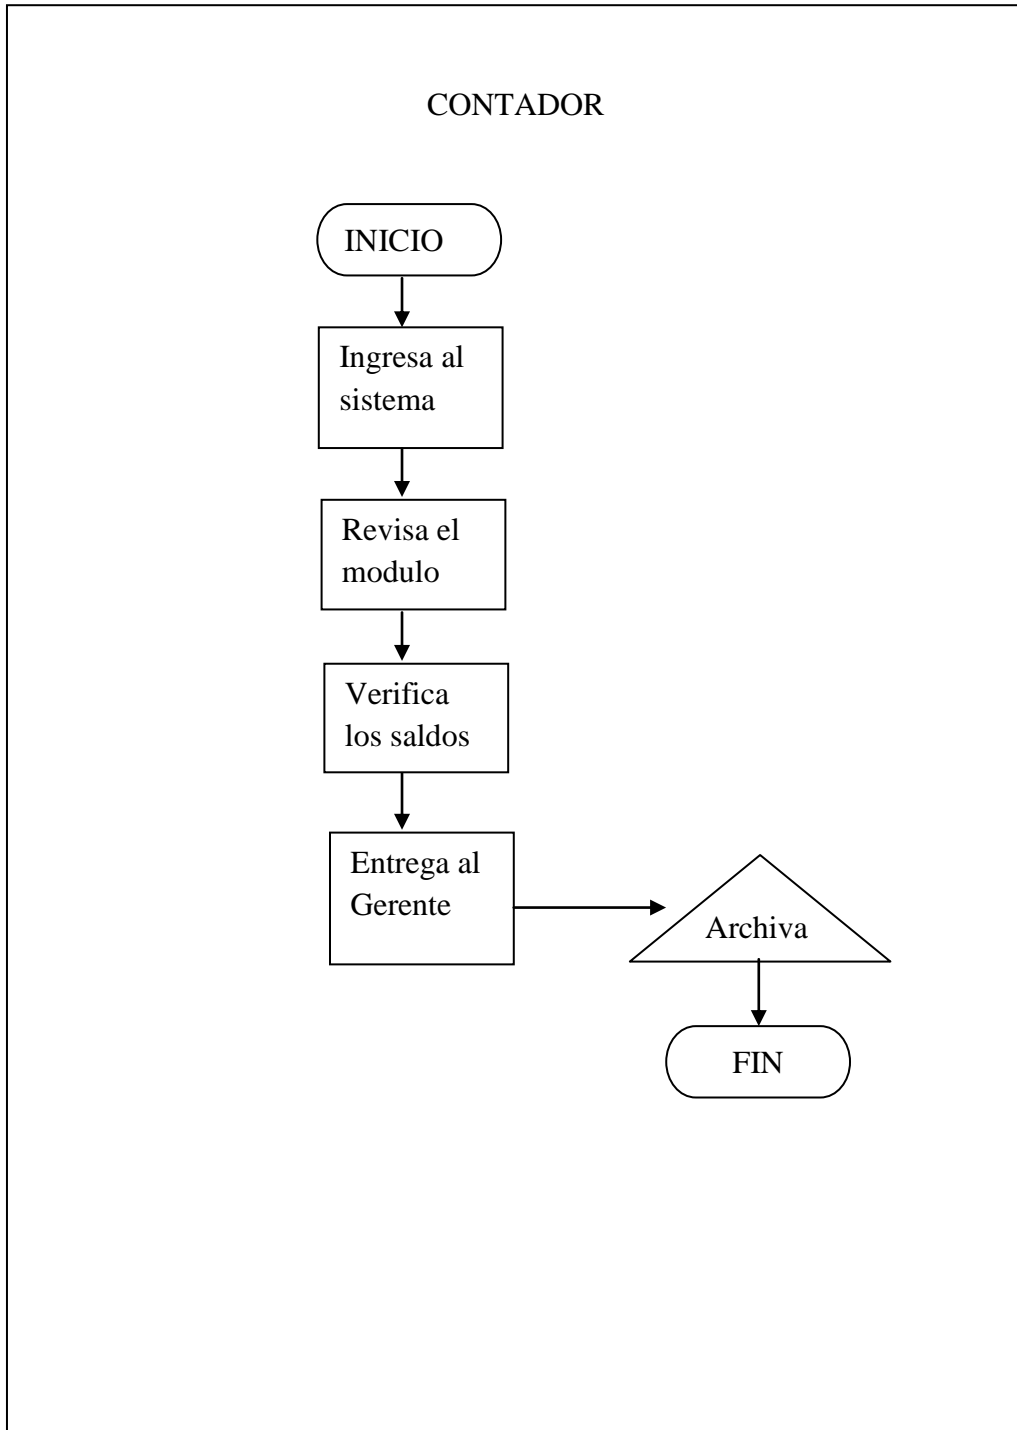 CONTADOR
INICIO
Ingresa al
sistema
Revisa el
modulo
Verifica
los saldos
Entrega al
Gerente
Archiva
FIN